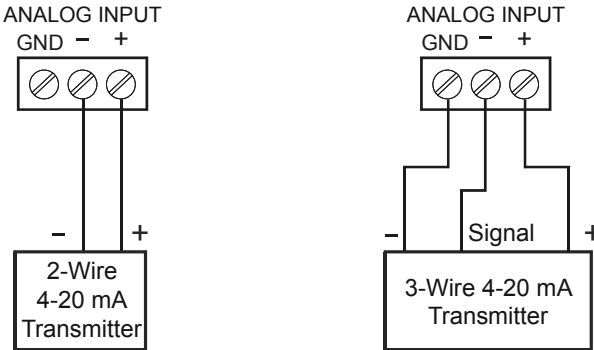 ANALOG INPUT
GND − +
− +
2-Wire
4-20 mA
Transmitter
ANALOG INPUT
GND − +
− Signal +
3-Wire 4-20 mA
Transmitter